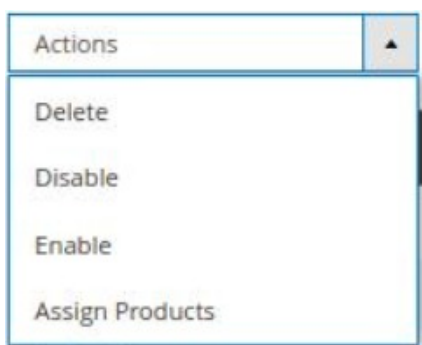 Actions
Delete
Disable
Enable
Assign Products